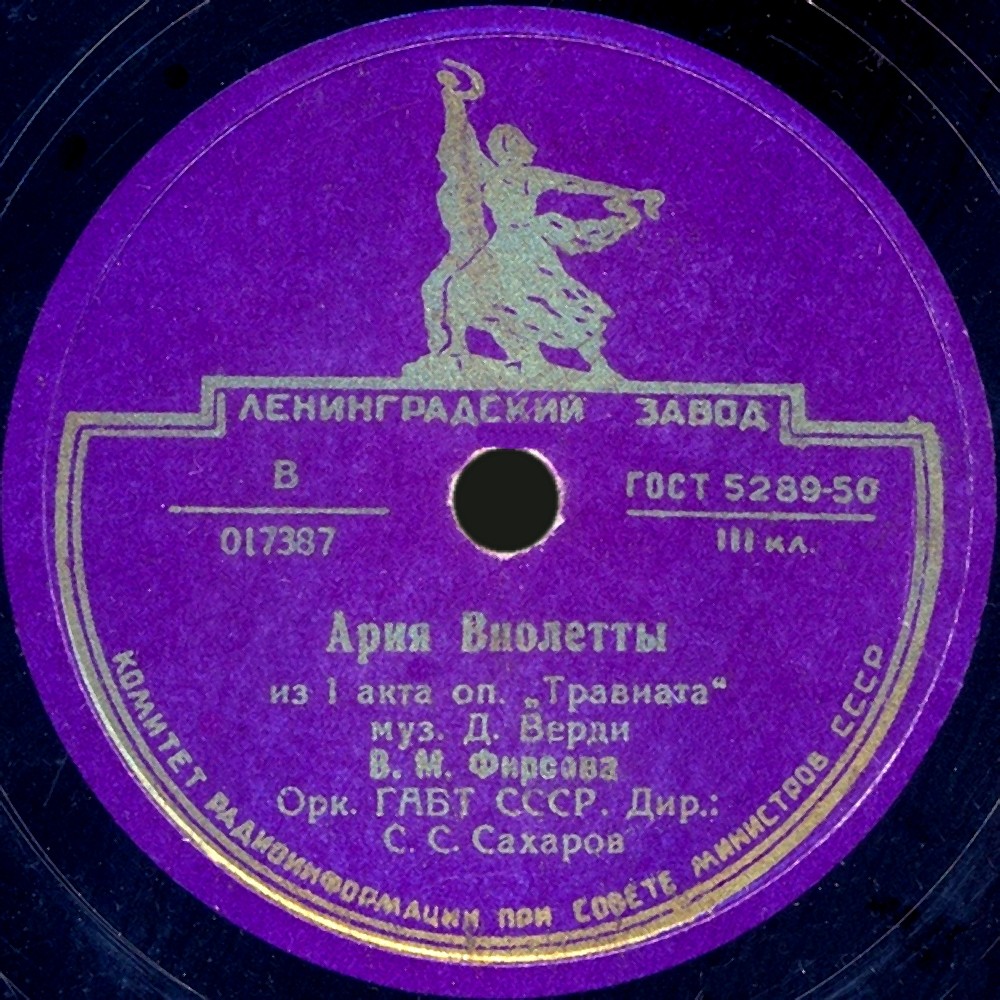 ЛЕНИНГРАДСКИЙ ЗАВОД
В
017387
ГОСТ 5289-50
III кл.
Ария Виолетты
из I акта оп. „Травиата“
муз. Д. Верди
В. М. Фирсова
Орк. ГАБТ СССР. Дир.:
С. С. Сахаров
КОМИТЕТ РАДИОИНФОРМАЦИИ ПРИ СОВЕТЕ МИНИСТРОВ СССР